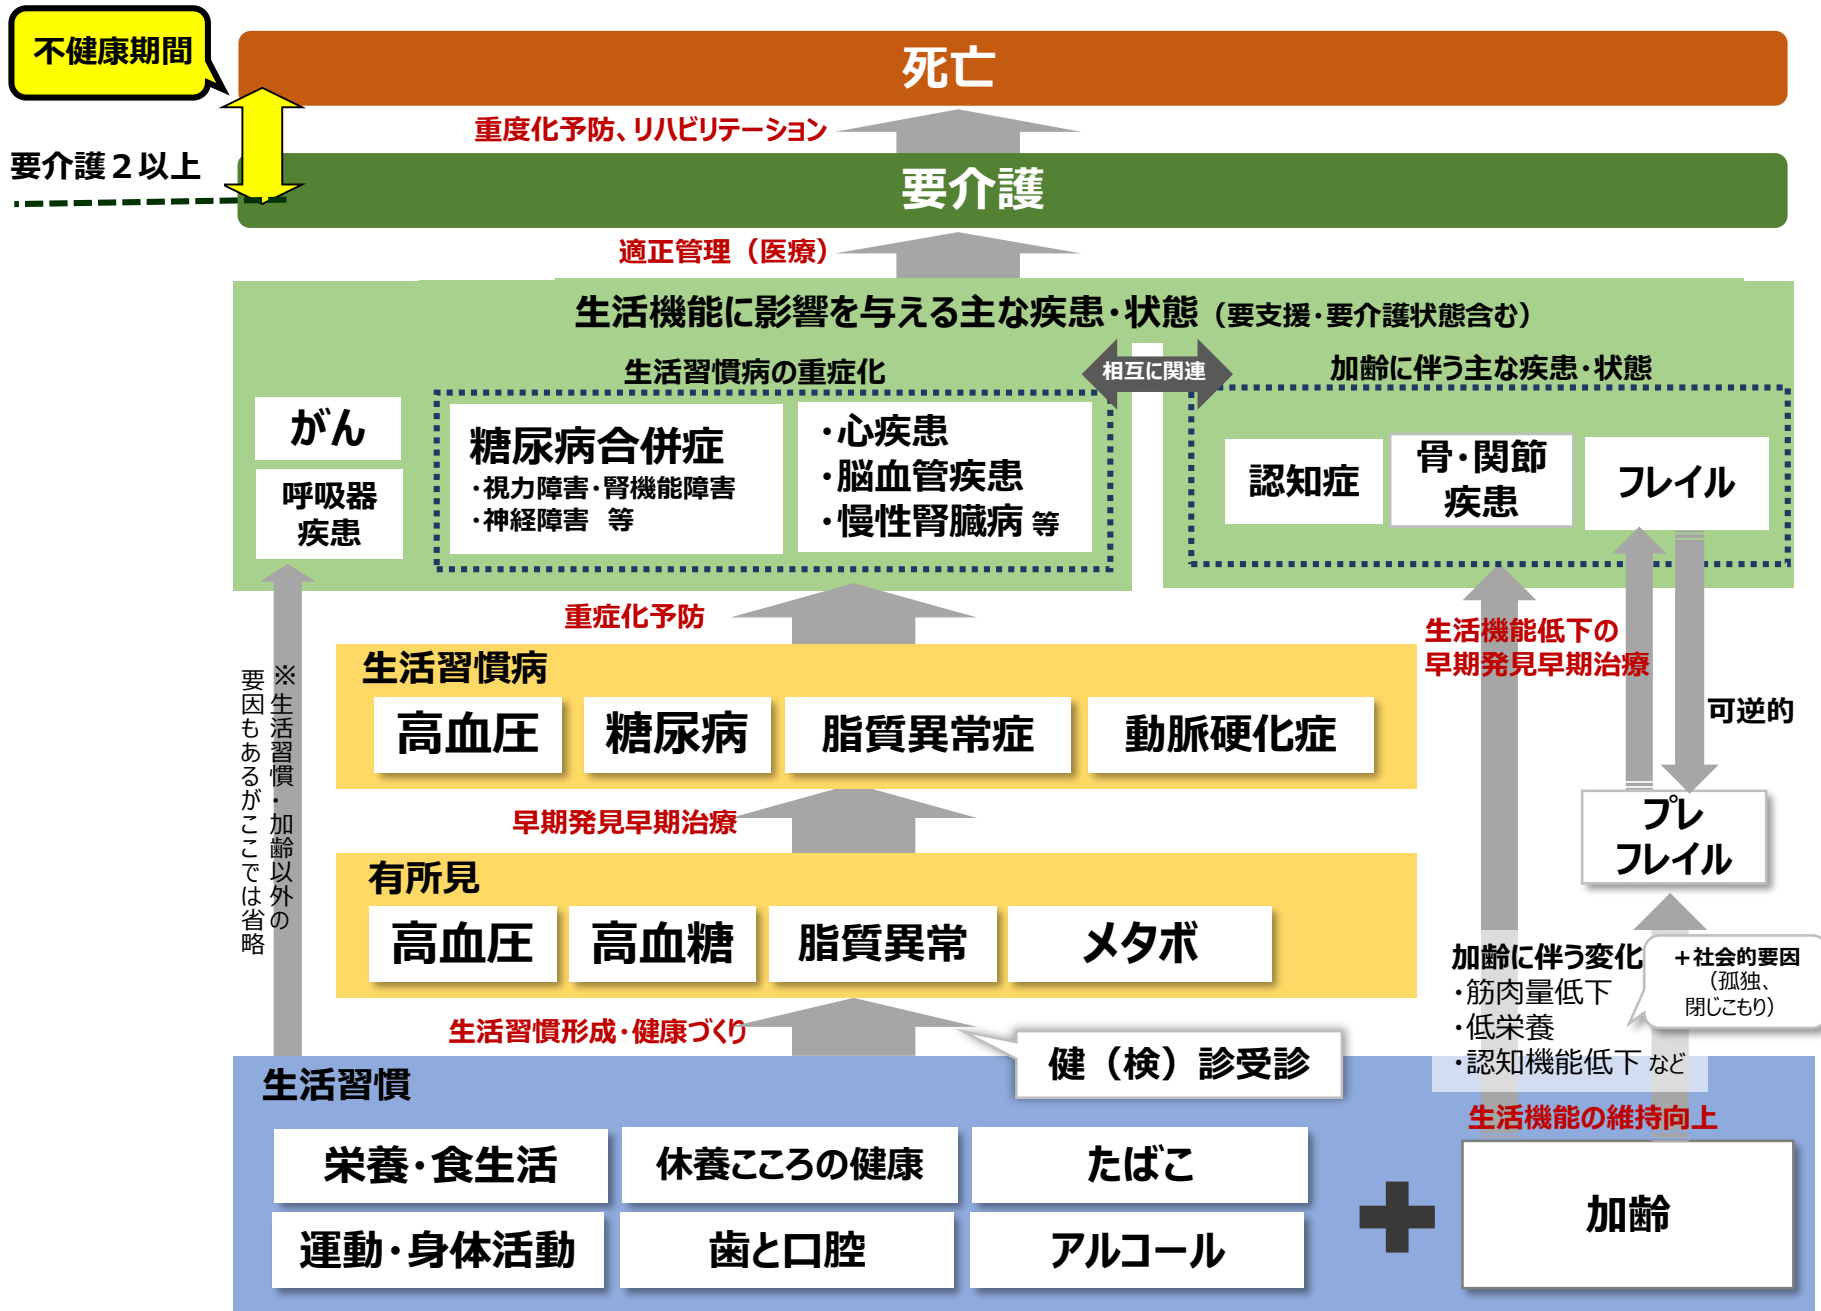 不健康期間
死亡
重度化予防、リハビリテーション
要介護２以上
要介護
適正管理（医療）
生活機能に影響を与える主な疾患・状態（要支援・要介護状態含む）
生活習慣病の重症化
相互に関連
加齢に伴う主な疾患・状態
がん
呼吸器
疾患
糖尿病合併症
・視力障害・腎機能障害
・神経障害 等
・心疾患
・脳血管疾患
・慢性腎臓病 等
認知症
骨・関節
疾患
フレイル
重症化予防
生活機能低下の
早期発見早期治療
※生活習慣・加齢以外の
要因もあるがここでは省略
生活習慣病
高血圧
糖尿病
脂質異常症
動脈硬化症
可逆的
早期発見早期治療
プレ
フレイル
有所見
高血圧
高血糖
脂質異常
メタボ
加齢に伴う変化
・筋肉量低下
・低栄養
・認知機能低下 など
＋社会的要因
（孤独、
閉じこもり）
生活習慣形成・健康づくり
健（検）診受診
生活習慣
生活機能の維持向上
栄養・食生活
休養こころの健康
たばこ
運動・身体活動
歯と口腔
アルコール
加齢